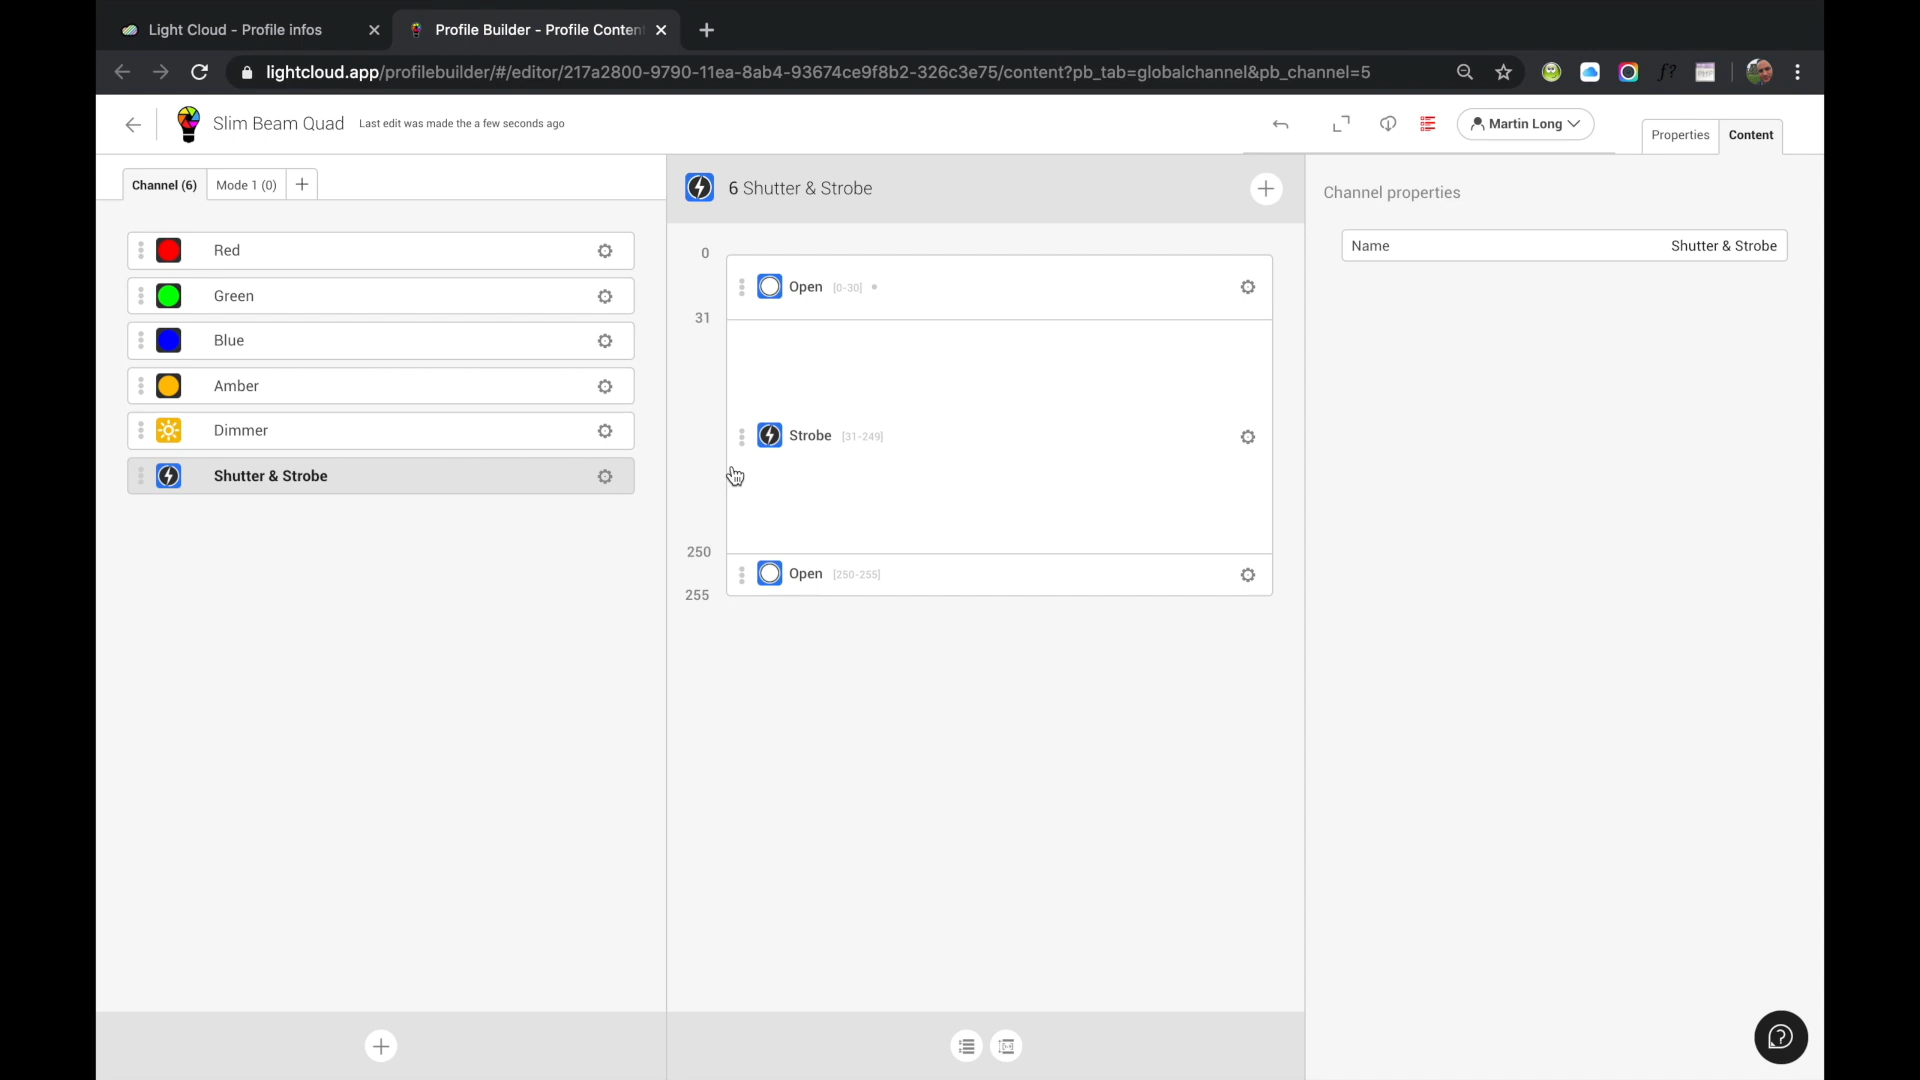 Light Cloud - Profile infos
Profile Builder - Profile Conten
lightcloud.app/profilebuilder/#/editor/217a2800-9790-11ea-8ab4-93674ce9f8b2-326c3e75/content?pb_tab=globalchannel&pb_channel=5
f?
Slim Beam Quad
Last edit was made the a few seconds ago
Martin Long
Properties
Content
Channel (6)
Mode 1 (0)
Red
Green
Blue
Amber
Dimmer
Shutter & Strobe
6 Shutter & Strobe
0
Open [0-30]
31
Strobe [31-249]
250
Open [250-255]
255
Channel properties
Name
Shutter & Strobe